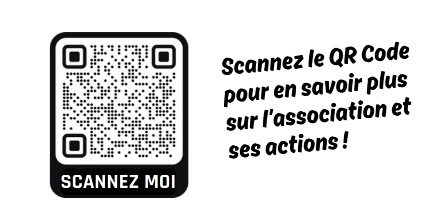 SCANNEZ MOI
Scannez le QR Code
pour en savoir plus
sur l'association et
ses actions !